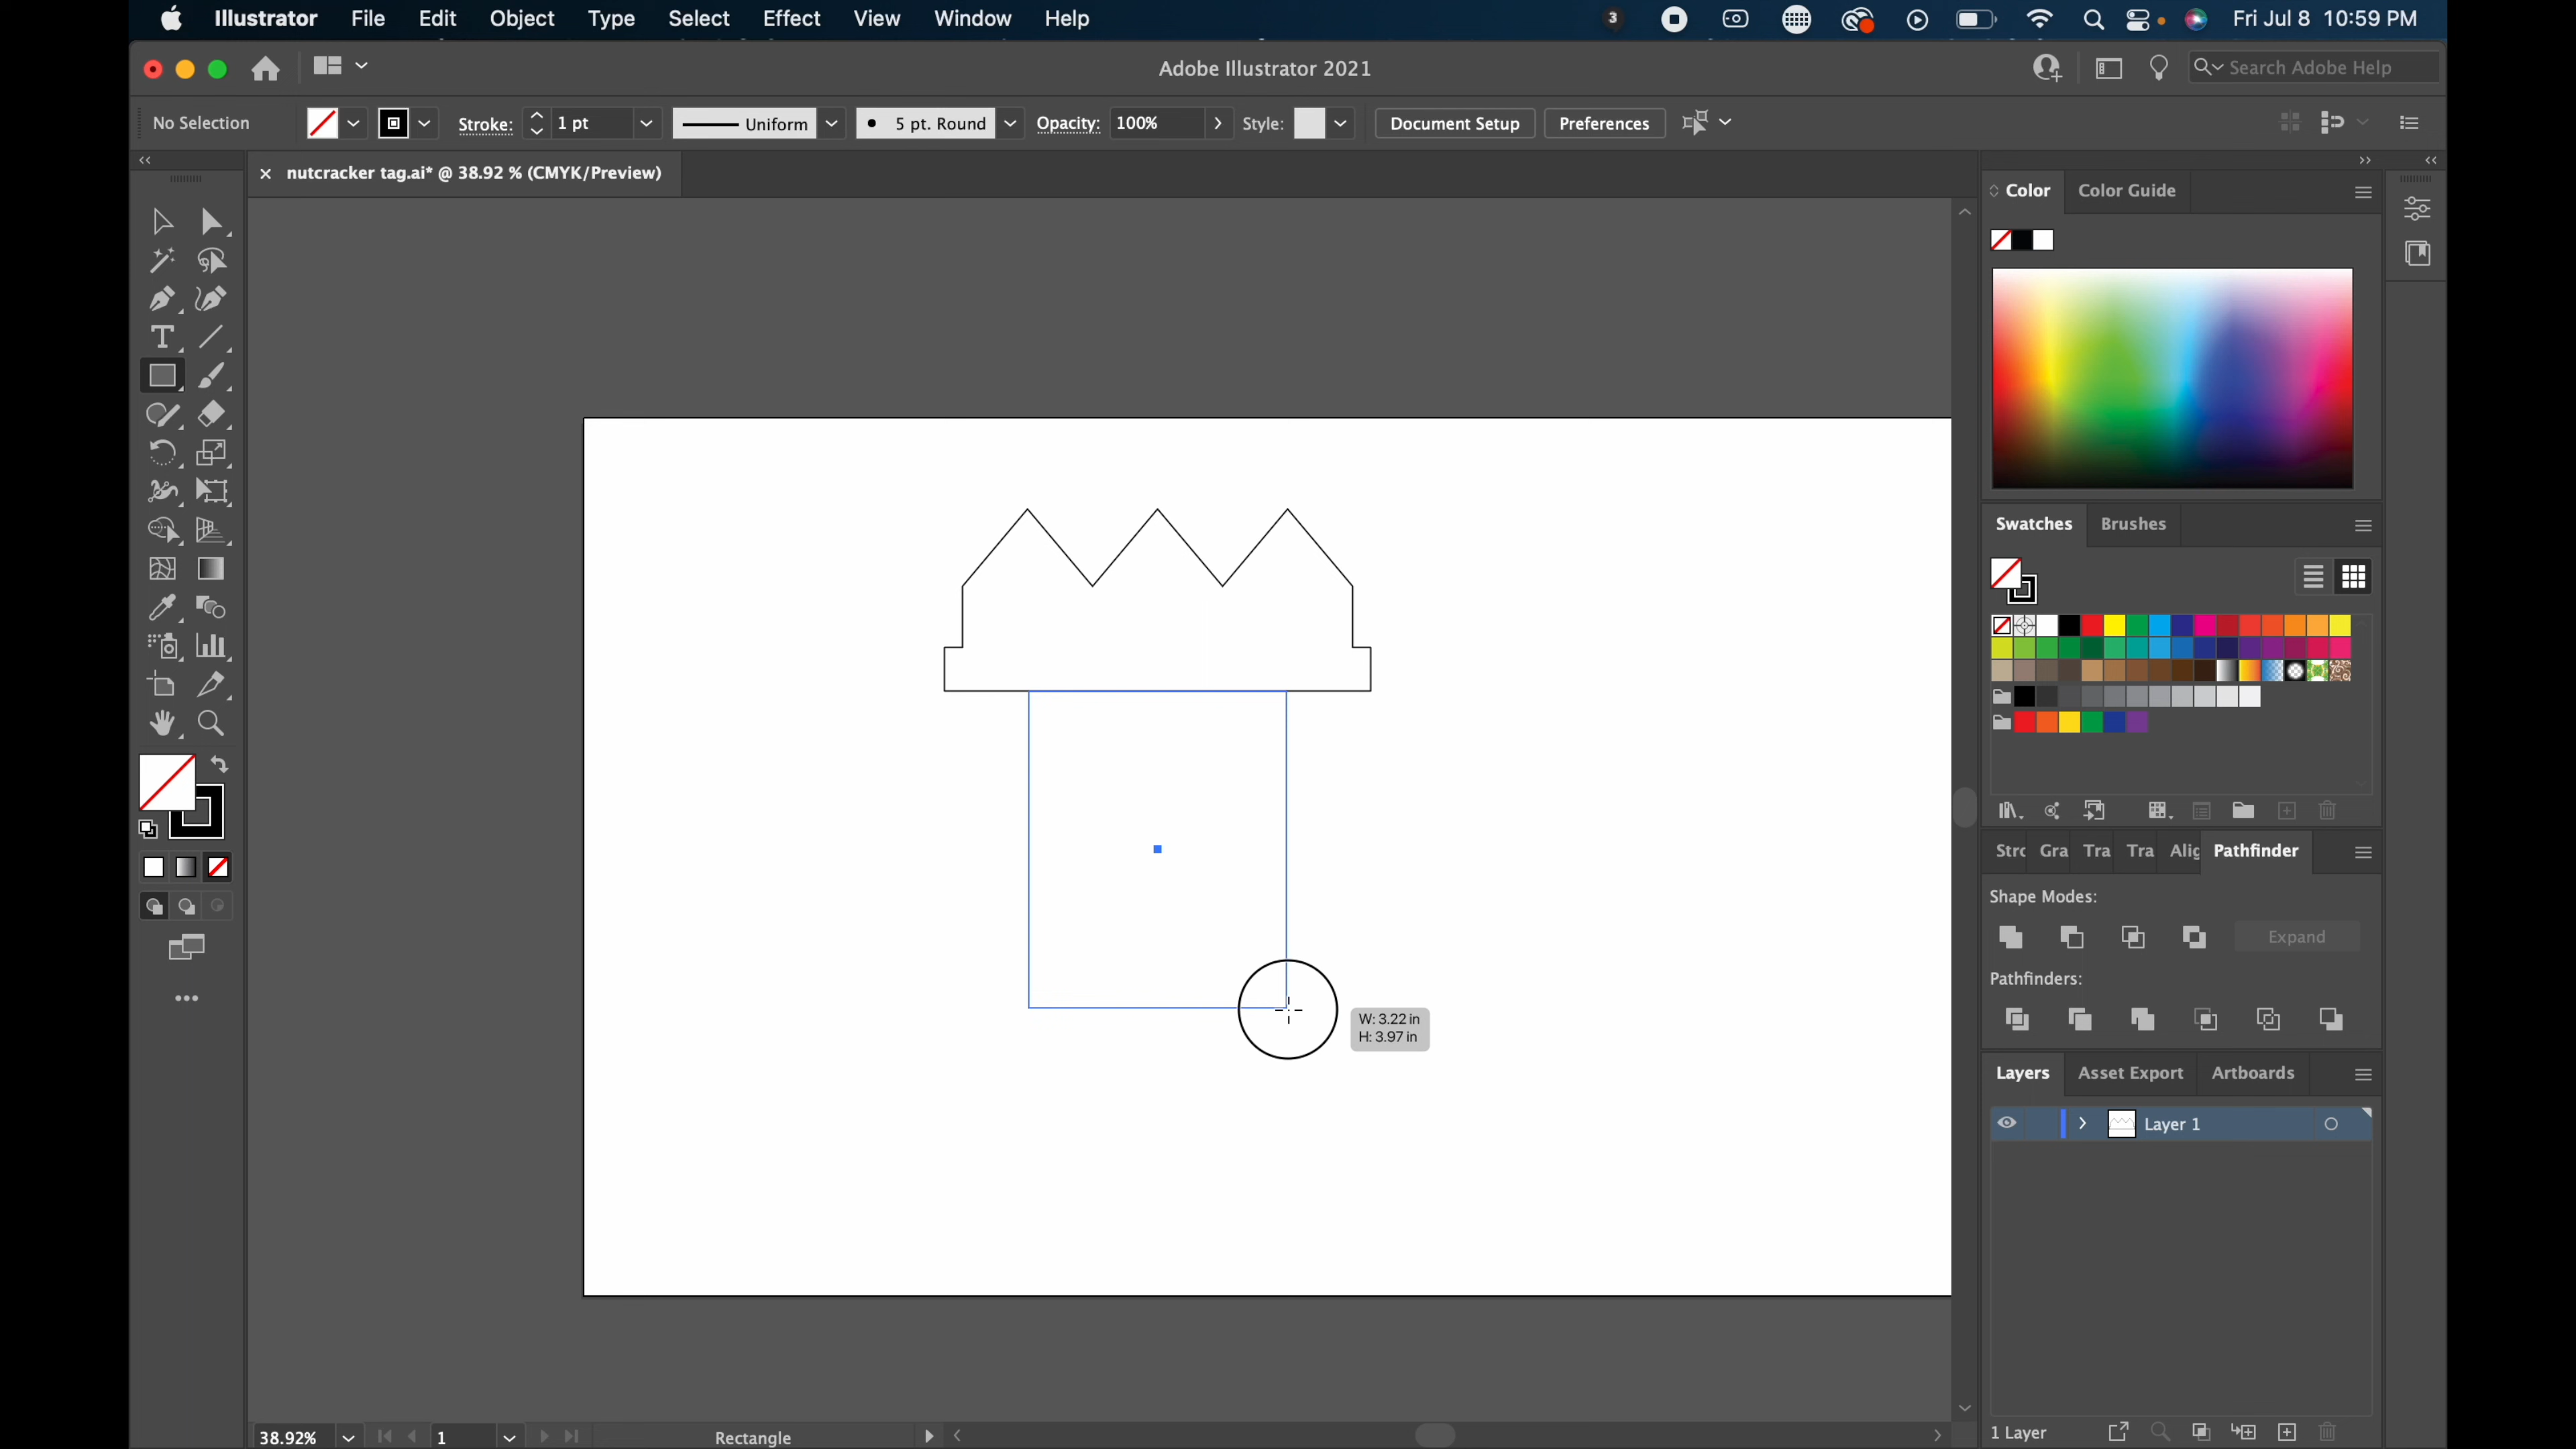 Illustrator File Edit Object Type Select Effect View Window Help 3 Fri Jul 8 10:59 PM
Adobe Illustrator 2021 Search Adobe Help
No Selection Stroke: 1 pt Uniform 5 pt. Round Opacity: 100% Style: Document Setup Preferences
nutcracker tag.ai* @ 38.92 % (CMYK/Preview)
Color Color Guide
Swatches Brushes
Strc Gra Tra Tra Alig Pathfinder
Shape Modes:
Expand
Pathfinders:
W: 3.22 in
H: 3.97 in
Layers Asset Export Artboards
Layer 1
38.92% 1 Rectangle
1 Layer